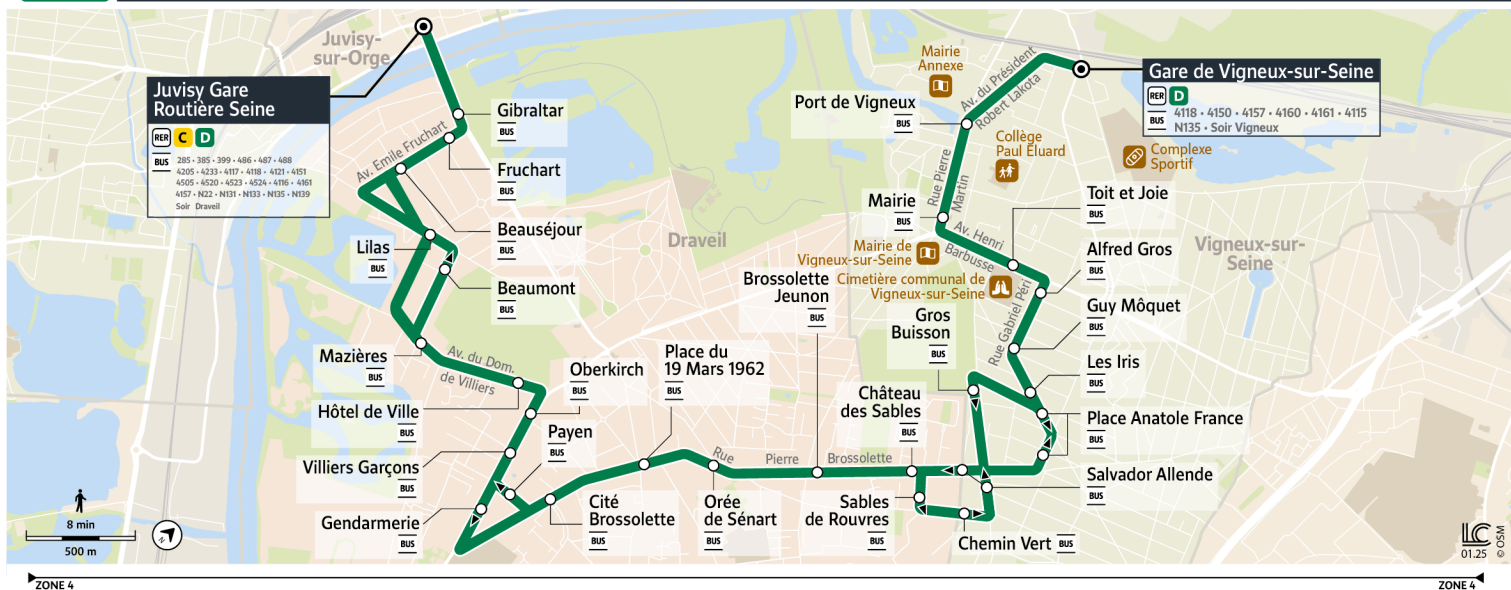 Juvisy-
sur-Orge
Juvisy Gare
Routière Seine
RER C D
BUS
285 • 385 • 399 • 486 • 487 • 488
4205 • 4233 • 4117 • 4118 • 4121 • 4151
4505 • 4520 • 4523 • 4524 • 4116 • 4161
4157 • N22 • N131 • N133 • N135 • N139
Soir Draveil
Gibraltar
BUS
Av. Emile Fruchart
Fruchart
BUS
Beauséjour
BUS
Lilas
BUS
Beaumont
BUS
Mazières
BUS
Av. du Dom.
de Villiers
Hôtel de Ville
BUS
Oberkirch
BUS
Villiers Garçons
BUS
Payen
BUS
Gendarmerie
BUS
Place du
19 Mars 1962
BUS
Cité
Brossolette
BUS
Orée
de Sénart
BUS
Rue Pierre Brossolette
Brossolette
Jeunon
BUS
Draveil
Château
des Sables
BUS
Sables
de Rouvres
BUS
Chemin Vert BUS
Gros
Buisson
BUS
Salvador Allende
BUS
Place Anatole France
BUS
Les Iris
BUS
Guy Môquet
BUS
Rue Gabriel Péri
Alfred Gros
BUS
Toit et Joie
BUS
Av. Henri
Barbusse
Mairie
BUS
Mairie de
Vigneux-sur-Seine
Cimetière communal de
Vigneux-sur-Seine
Rue Pierre
Martin
Port de Vigneux
BUS
Mairie
Annexe
Collège
Paul Éluard
Complexe
Sportif
Av. du Président
Robert Lakota
Gare de Vigneux-sur-Seine
RER D
BUS
4118 • 4150 • 4157 • 4160 • 4161 • 4115
N135 • Soir Vigneux
Vigneux-sur-
Seine
8 min
500 m
N
LC
01.25
© OSM
ZONE 4
ZONE 4